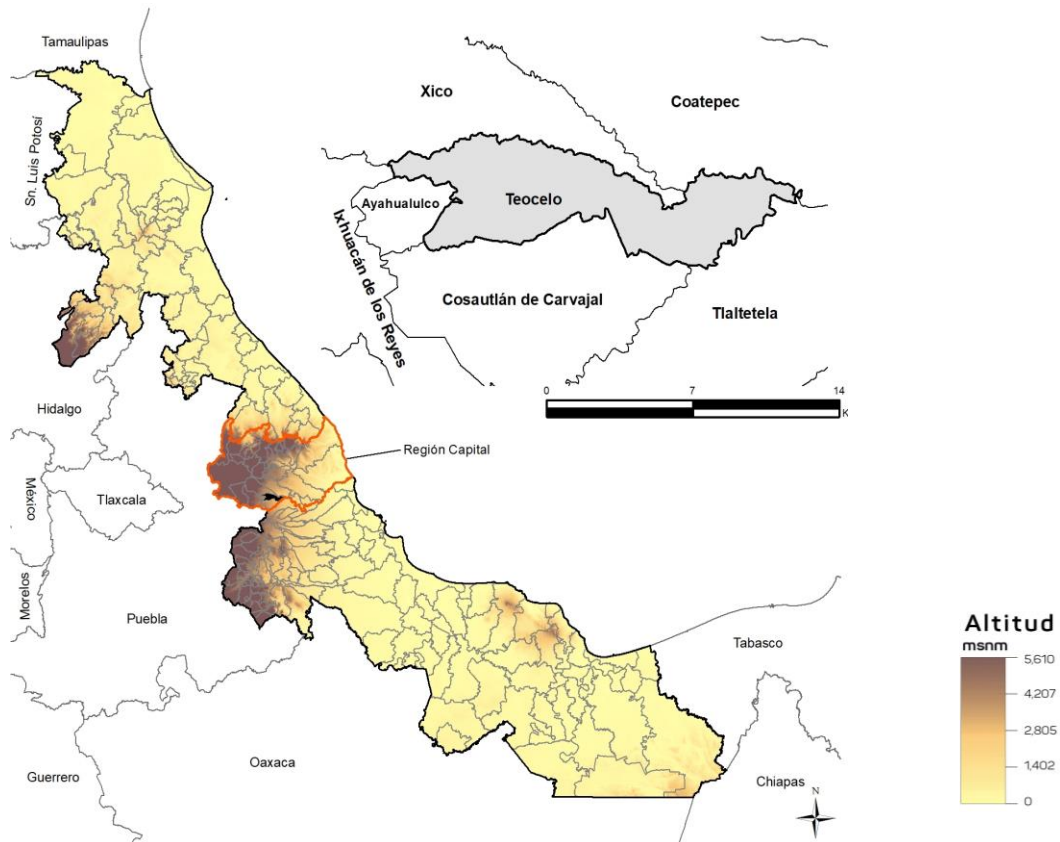 Tamaulipas
Sn. Luis Potosí
Hidalgo
México
Tlaxcala
Morelos
Puebla
Guerrero
Oaxaca
Región Capital
Tabasco
Chiapas
Xico
Coatepec
Ayahualulco
Teocelo
Ixhuacán de los Reyes
Cosautlán de Carvajal
Tlaltetela
0 7 14
K
Altitud
msnm
5,610
4,207
2,805
1402
0
N